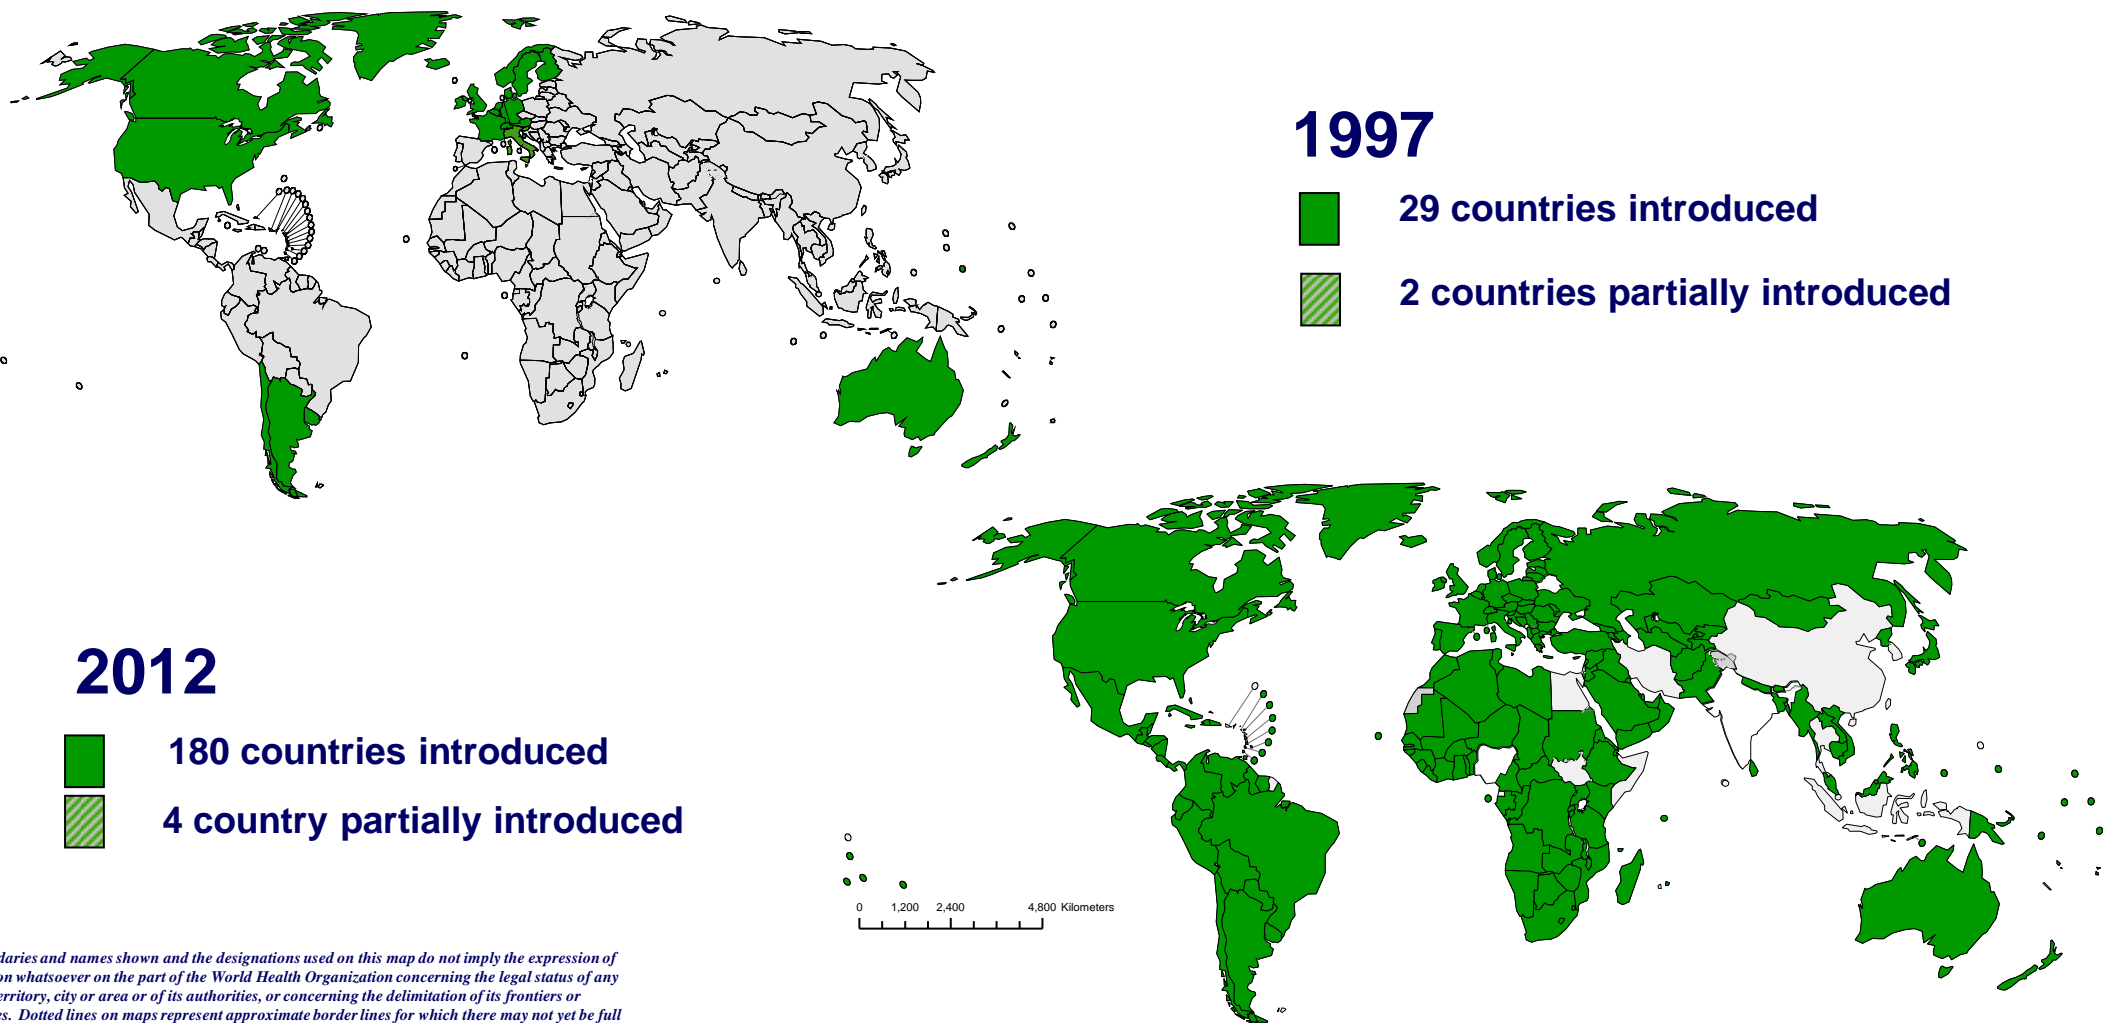 1997
29 countries introduced
2 countries partially introduced
2012
180 countries introduced
4 country partially introduced
0 1,200 2,400 4,800 Kilometers
and names shown and the designations used on this map do not imply the expression of
whatsoever on the part of the World Health Organization concerning the legal status of any
city or area or of its authorities, or concerning the delimitation of its frontiers or
Dotted lines on maps represent approximate border lines for which there may not yet be full